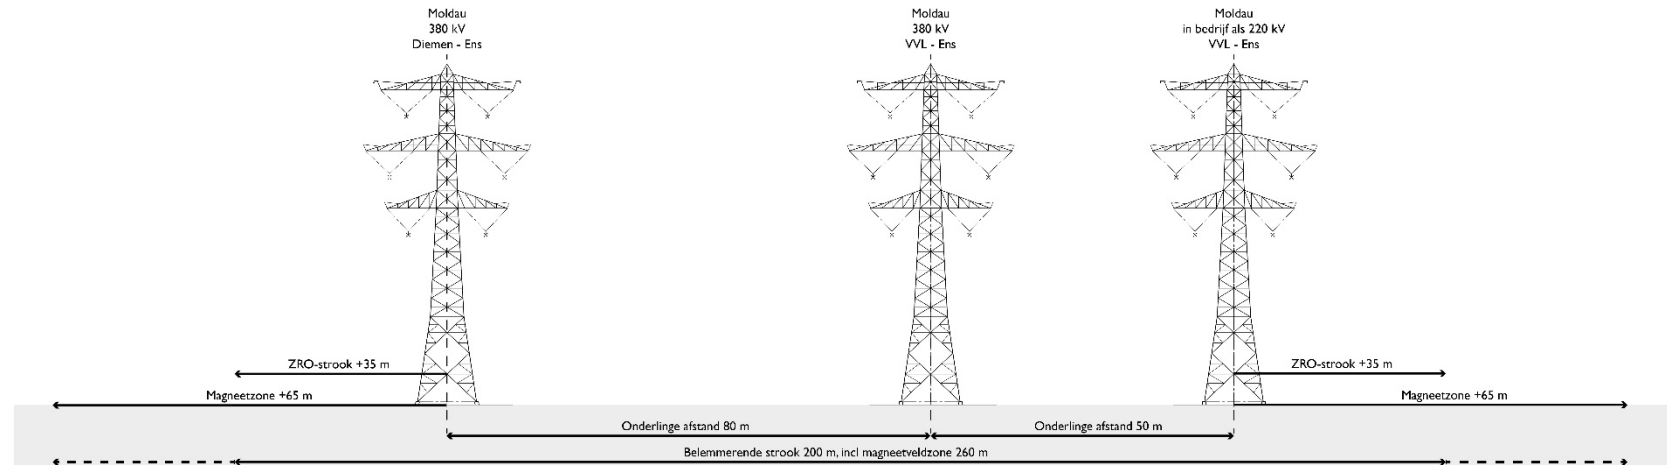 Moldau
380 kV
Diemen - Ens
Moldau
380 kV
VVL - Ens
Moldau
in bedrijf als 220 kV
VVL - Ens
ZRO-strook +35 m
ZRO-strook +35 m
Magneetzone +65 m
Magneetzone +65 m
Onderlinge afstand 80 m
Onderlinge afstand 50 m
Belemmerende strook 200 m, incl magneetveldzone 260 m